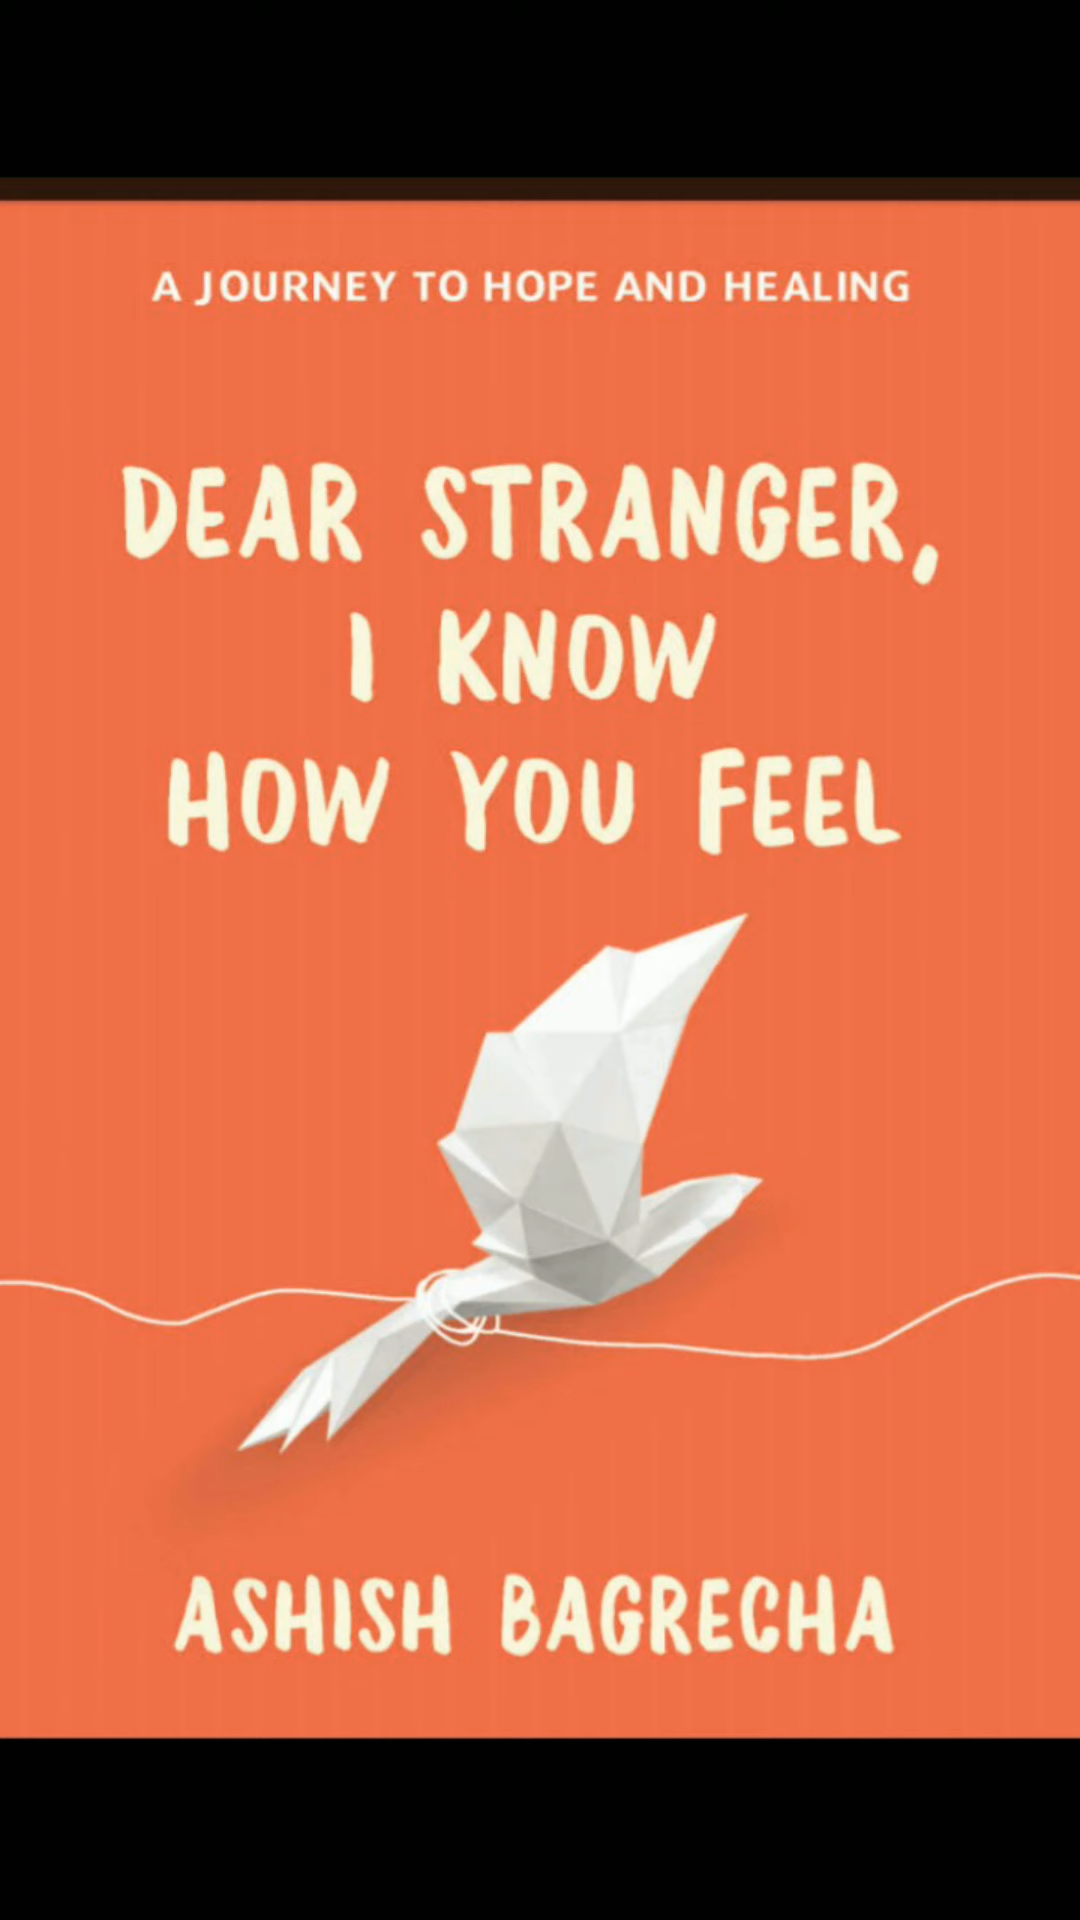 A JOURNEY TO HOPE AND HEALING
DEAR STRANGER,
I KNOW
HOW YOU FEEL
ASHISH BAGRECHA